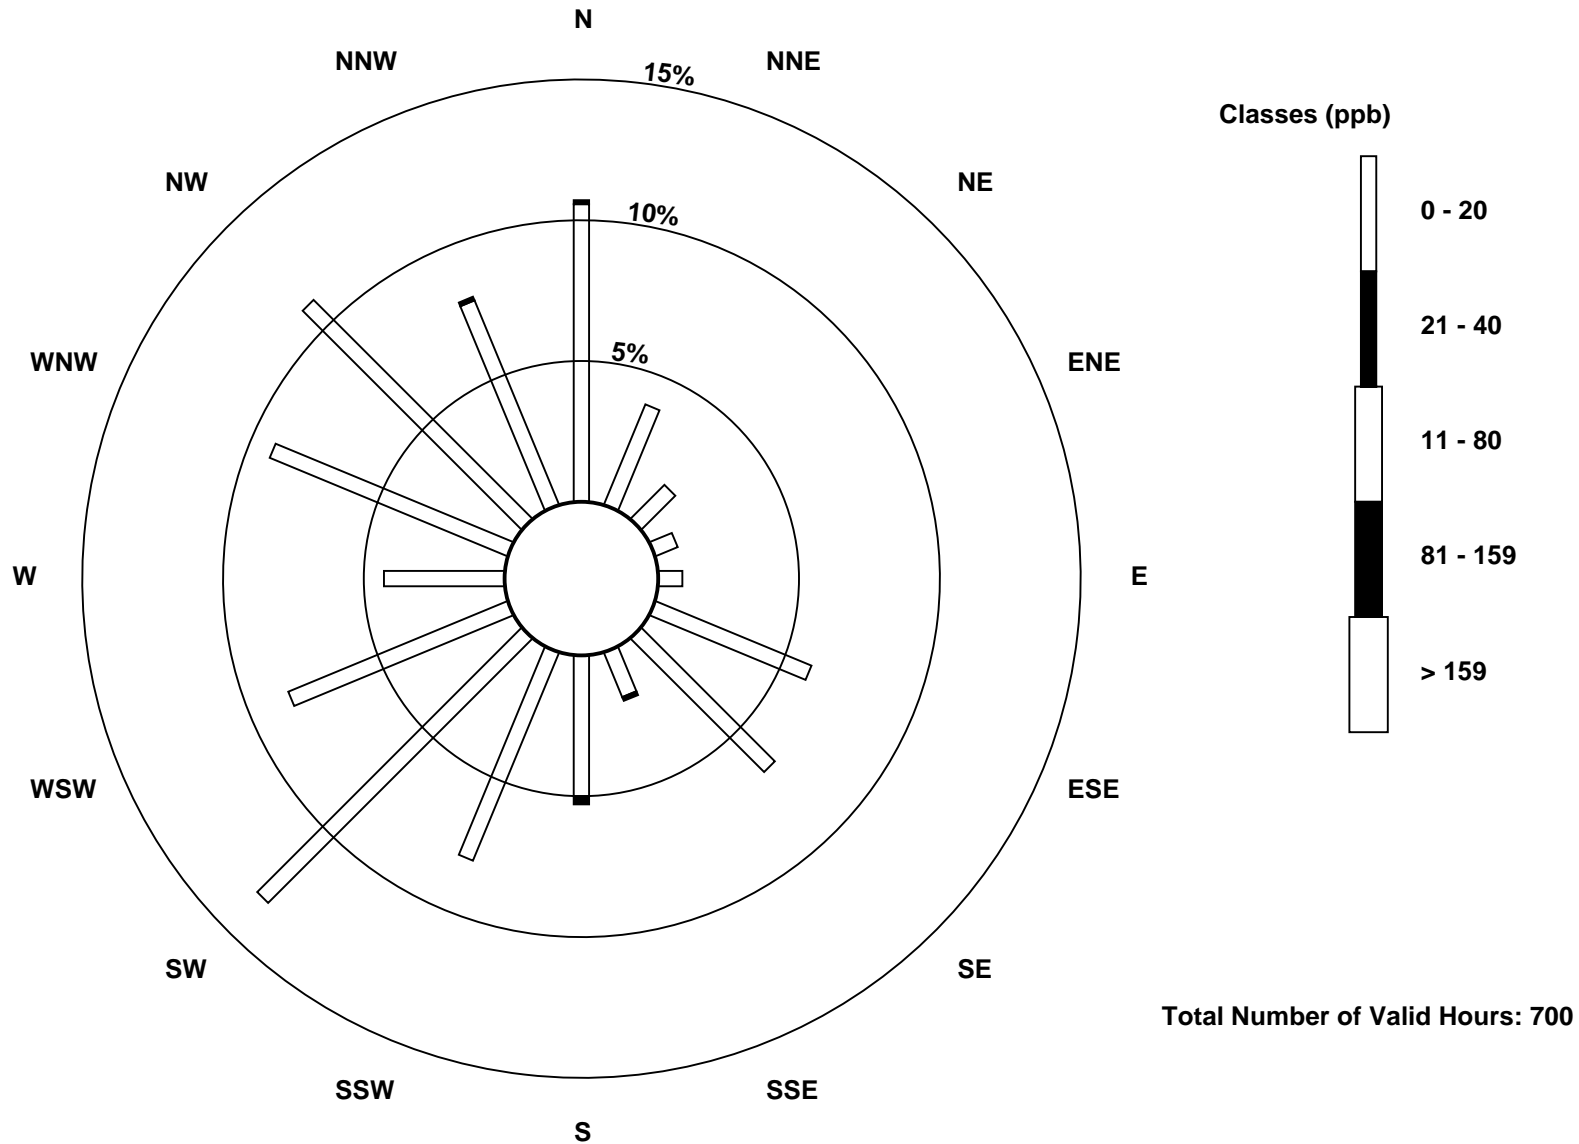 N
NNW
NNE
15%
Classes (ppb)
NW
NE
0 - 20
10%
21 - 40
5%
WNW
ENE
11 - 80
81 - 159
W
E
> 159
WSW
ESE
SW
SE
Total Number of Valid Hours: 700
SSW
SSE
S